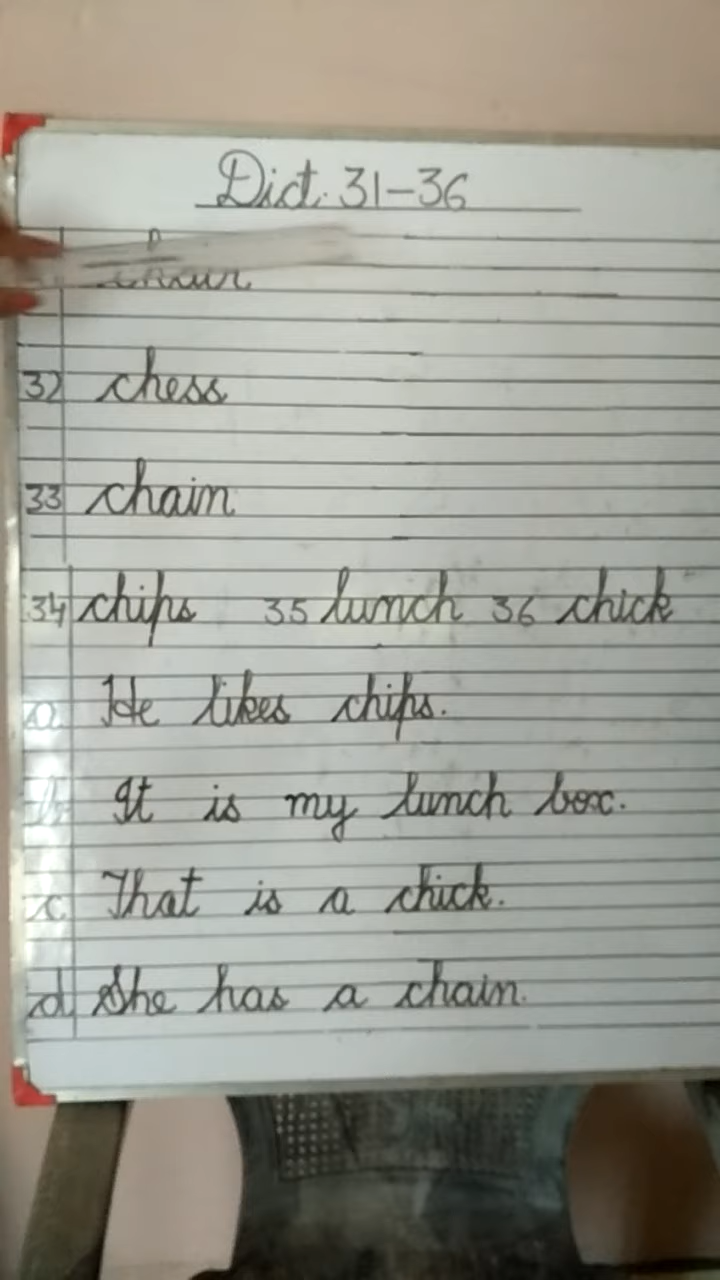 Dict. 31-36
32 chess
33 chain
34 chips 35 lunch 36 chick
a He likes chips.
b It is my lunch box.
c That is a chick.
d She has a chain.